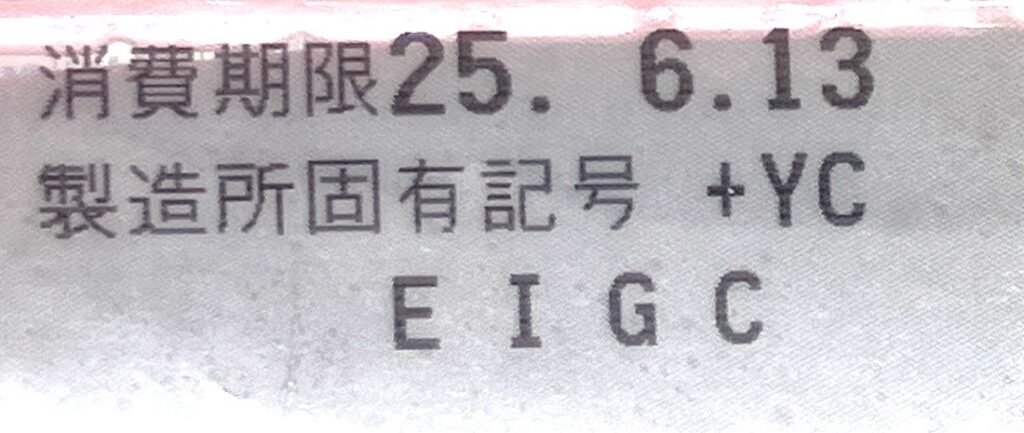 消費期限25. 6.13
製造所固有記号 +YC
E I G C